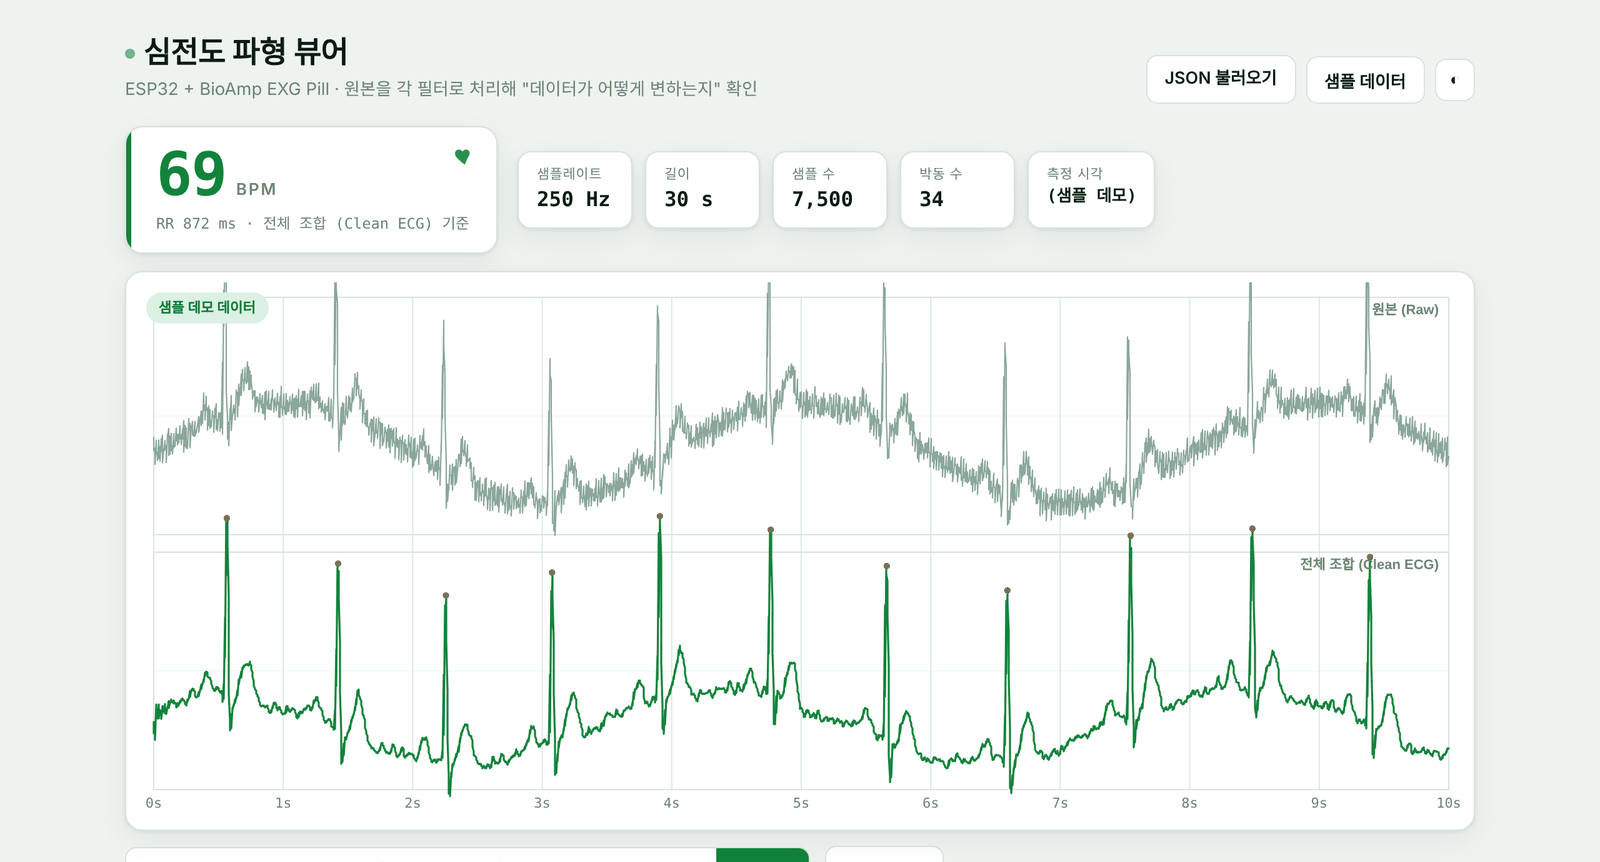 심전도 파형 뷰어
ESP32 + BioAmp EXG Pill · 원본을 각 필터로 처리해 "데이터가 어떻게 변하는지" 확인
JSON 불러오기
샘플 데이터
69 BPM
RR 872 ms · 전체 조합 (Clean ECG) 기준
샘플레이트
250 Hz
길이
30 s
샘플 수
7,500
박동 수
34
측정 시각
(샘플 데모)
샘플 데모 데이터
원본 (Raw)
전체 조합 (Clean ECG)
0s 1s 2s 3s 4s 5s 6s 7s 8s 9s 10s